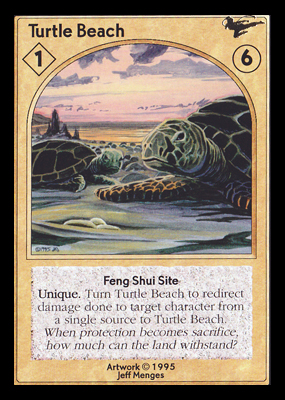 Turtle Beach
1
6
Feng Shui Site
Unique. Turn Turtle Beach to redirect
damage done to target character from
a single source to Turtle Beach.
When protection becomes sacrifice,
how much can the land withstand?
Artwork © 1995
Jeff Menges